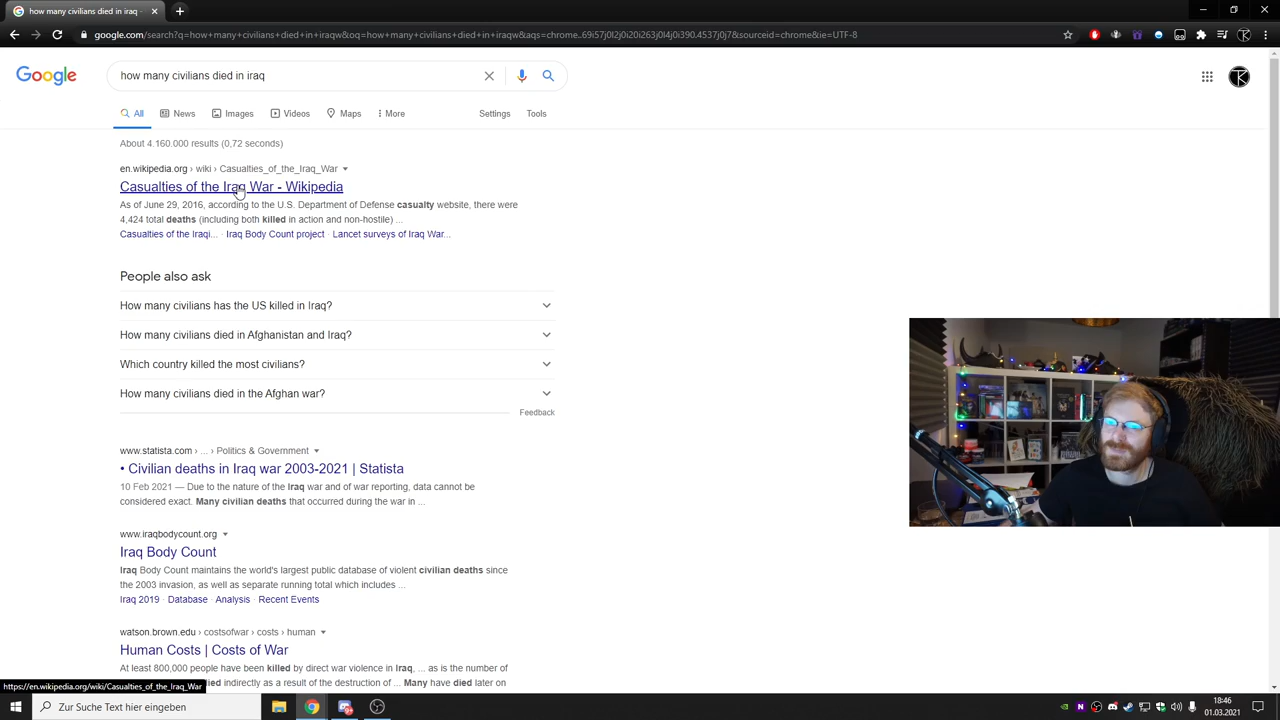 how many civilians died in ira
google.com/search?q=how+many+civilians+died+in+iraq&oq=how+many+civilians+died+in+iraqw&aqs=chrome..69i57j0l2j0i20i263j0l4j0i390.4537j0j7&sourceid=chrome&ie=UTF-8
Google
how many civilians died in iraq
All News Images Videos Maps More Settings Tools
About 4.160.000 results (0,72 seconds)
en.wikipedia.org › wiki › Casualties_of_the_Iraq_War
Casualties of the Iraq War - Wikipedia
As of June 29, 2016, according to the U.S. Department of Defense casualty website, there were
4,424 total deaths (including both killed in action and non-hostile) ...
Casualties of the Iraqi... · Iraq Body Count project · Lancet surveys of Iraq War...
People also ask
How many civilians has the US killed in Iraq?
How many civilians died in Afghanistan and Iraq?
Which country killed the most civilians?
How many civilians died in the Afghan war?
Feedback
www.statista.com › ... › Politics & Government
• Civilian deaths in Iraq war 2003-2021 | Statista
10 Feb 2021 — Due to the nature of the Iraq war and of war reporting, data cannot be
considered exact. Many civilian deaths that occurred during the war in ...
www.iraqbodycount.org
Iraq Body Count
Iraq Body Count maintains the world's largest public database of violent civilian deaths since
the 2003 invasion, as well as separate running total which includes ...
Iraq 2019 · Database · Analysis · Recent Events
watson.brown.edu › costsofwar › costs › human
Human Costs | Costs of War
At least 800,000 people have been killed by direct war violence in Iraq, ... as is the number of
ied indirectly as a result of the destruction of ... Many have died later on
https://en.wikipedia.org/wiki/Casualties_of_the_Iraq_War
Zur Suche Text hier eingeben
18:46
01.03.2021